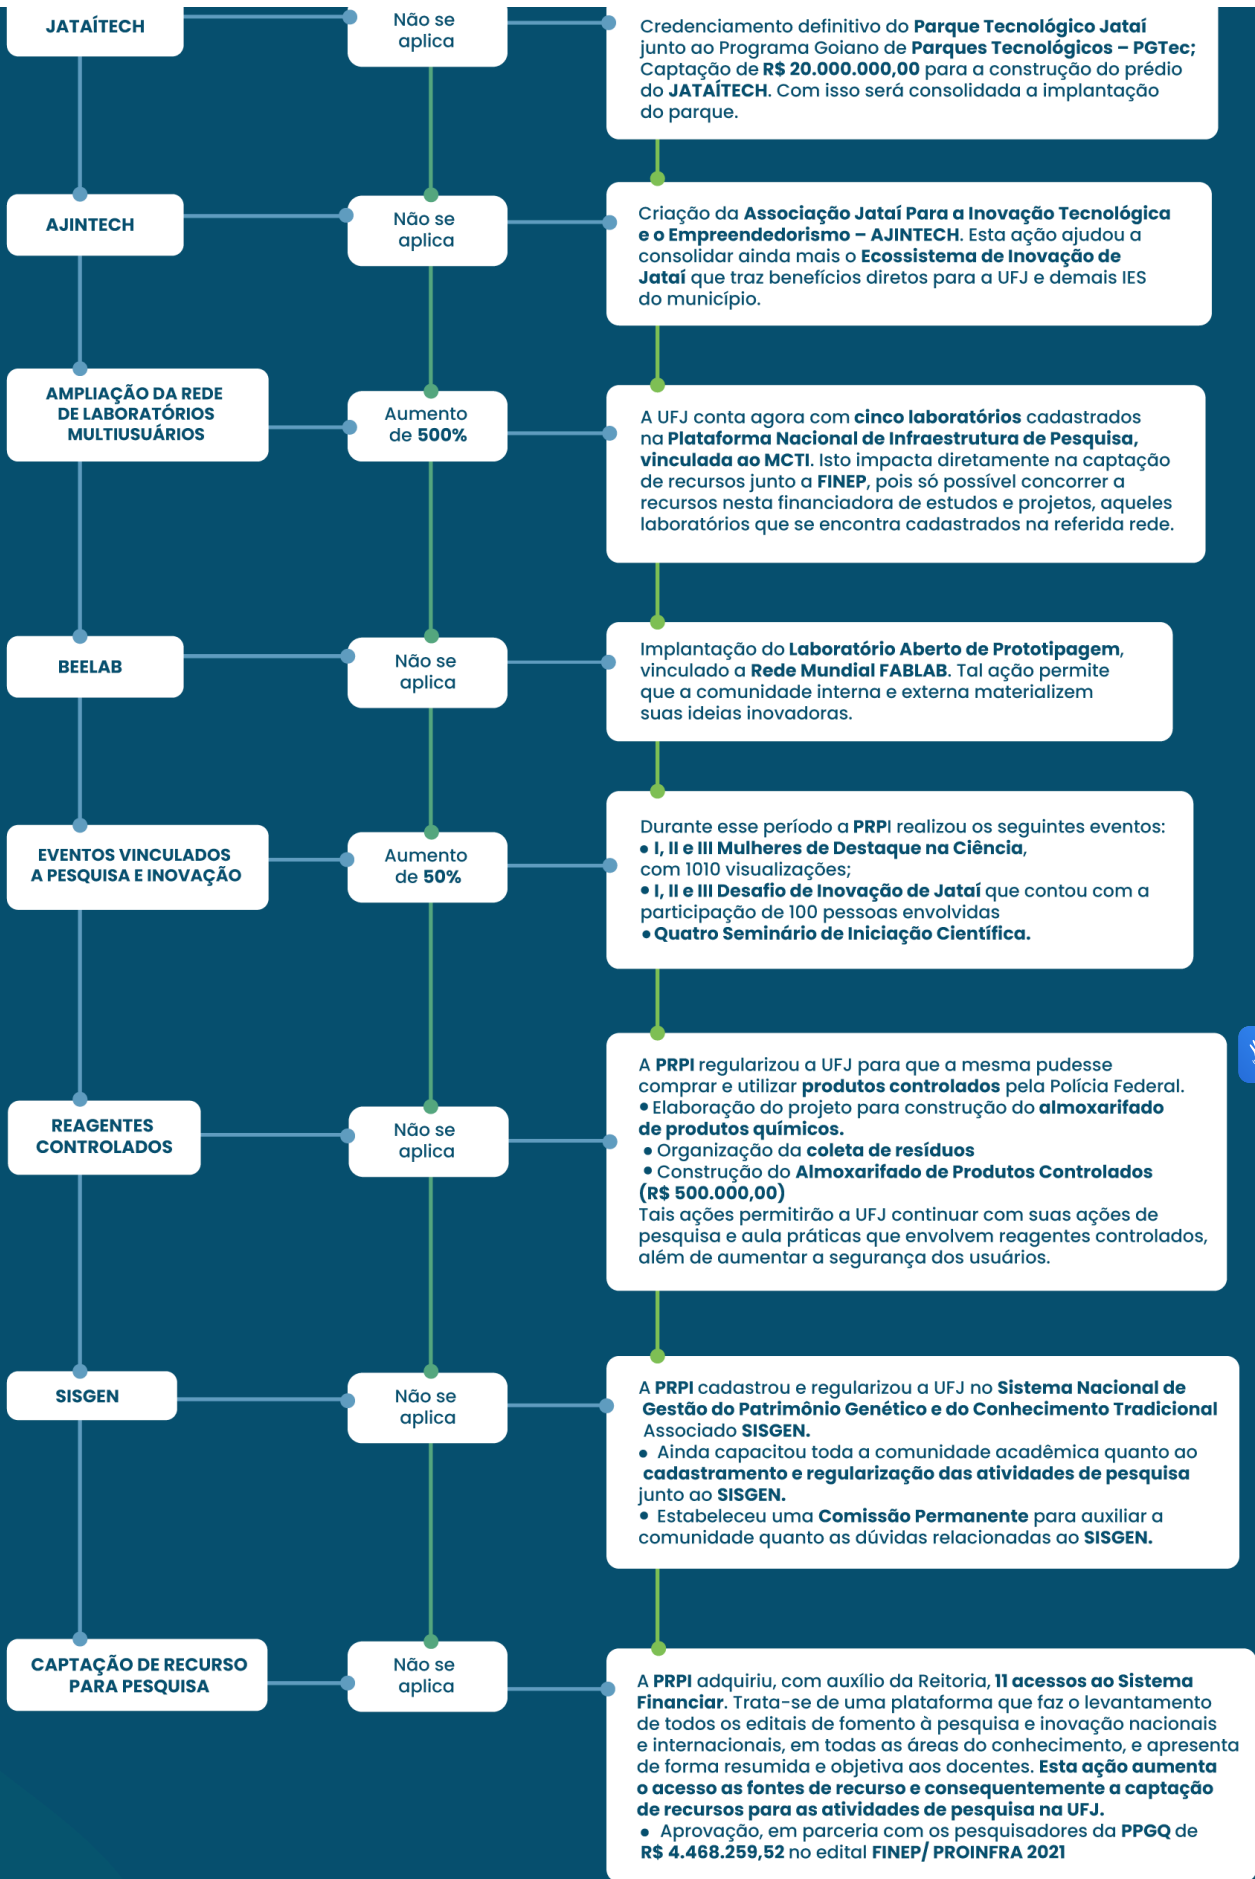 JATAÍTECH
Não se
aplica
Credenciamento definitivo do Parque Tecnológico Jataí
junto ao Programa Goiano de Parques Tecnológicos – PGTec;
Captação de R$ 20.000.000,00 para a construção do prédio
do JATAÍTECH. Com isso será consolidada a implantação
do parque.
AJINTECH
Não se
aplica
Criação da Associação Jataí Para a Inovação Tecnológica
e o Empreendedorismo – AJINTECH. Esta ação ajudou a
consolidar ainda mais o Ecossistema de Inovação de
Jataí que traz benefícios diretos para a UFJ e demais IES
do município.
AMPLIAÇÃO DA REDE
DE LABORATÓRIOS
MULTIUSUÁRIOS
Aumento
de 500%
A UFJ conta agora com cinco laboratórios cadastrados
na Plataforma Nacional de Infraestrutura de Pesquisa,
vinculada ao MCTI. Isto impacta diretamente na captação
de recursos junto a FINEP, pois só possível concorrer a
recursos nesta financiadora de estudos e projetos, aqueles
laboratórios que se encontra cadastrados na referida rede.
BEELAB
Não se
aplica
Implantação do Laboratório Aberto de Prototipagem,
vinculado a Rede Mundial FABLAB. Tal ação permite
que a comunidade interna e externa materializem
suas ideias inovadoras.
EVENTOS VINCULADOS
A PESQUISA E INOVAÇÃO
Aumento
de 50%
Durante esse período a PRPI realizou os seguintes eventos:
• I, II e III Mulheres de Destaque na Ciência,
com 1010 visualizações;
• I, II e III Desafio de Inovação de Jataí que contou com a
participação de 100 pessoas envolvidas
• Quatro Seminário de Iniciação Científica.
REAGENTES
CONTROLADOS
Não se
aplica
A PRPI regularizou a UFJ para que a mesma pudesse
comprar e utilizar produtos controlados pela Polícia Federal.
• Elaboração do projeto para construção do almoxarifado
de produtos químicos.
• Organização da coleta de resíduos
• Construção do Almoxarifado de Produtos Controlados
(R$ 500.000,00)
Tais ações permitirão a UFJ continuar com suas ações de
pesquisa e aula práticas que envolvem reagentes controlados,
além de aumentar a segurança dos usuários.
SISGEN
Não se
aplica
A PRPI cadastrou e regularizou a UFJ no Sistema Nacional de
Gestão do Patrimônio Genético e do Conhecimento Tradicional
Associado SISGEN.
• Ainda capacitou toda a comunidade acadêmica quanto ao
cadastramento e regularização das atividades de pesquisa
junto ao SISGEN.
• Estabeleceu uma Comissão Permanente para auxiliar a
comunidade quanto as dúvidas relacionadas ao SISGEN.
CAPTAÇÃO DE RECURSO
PARA PESQUISA
Não se
aplica
A PRPI adquiriu, com auxílio da Reitoria, 11 acessos ao Sistema
Financiar. Trata-se de uma plataforma que faz o levantamento
de todos os editais de fomento à pesquisa e inovação nacionais
e internacionais, em todas as áreas do conhecimento, e apresenta
de forma resumida e objetiva aos docentes. Esta ação aumenta
o acesso as fontes de recurso e consequentemente a captação
de recursos para as atividades de pesquisa na UFJ.
• Aprovação, em parceria com os pesquisadores da PPGQ de
R$ 4.468.259,52 no edital FINEP/ PROINFRA 2021